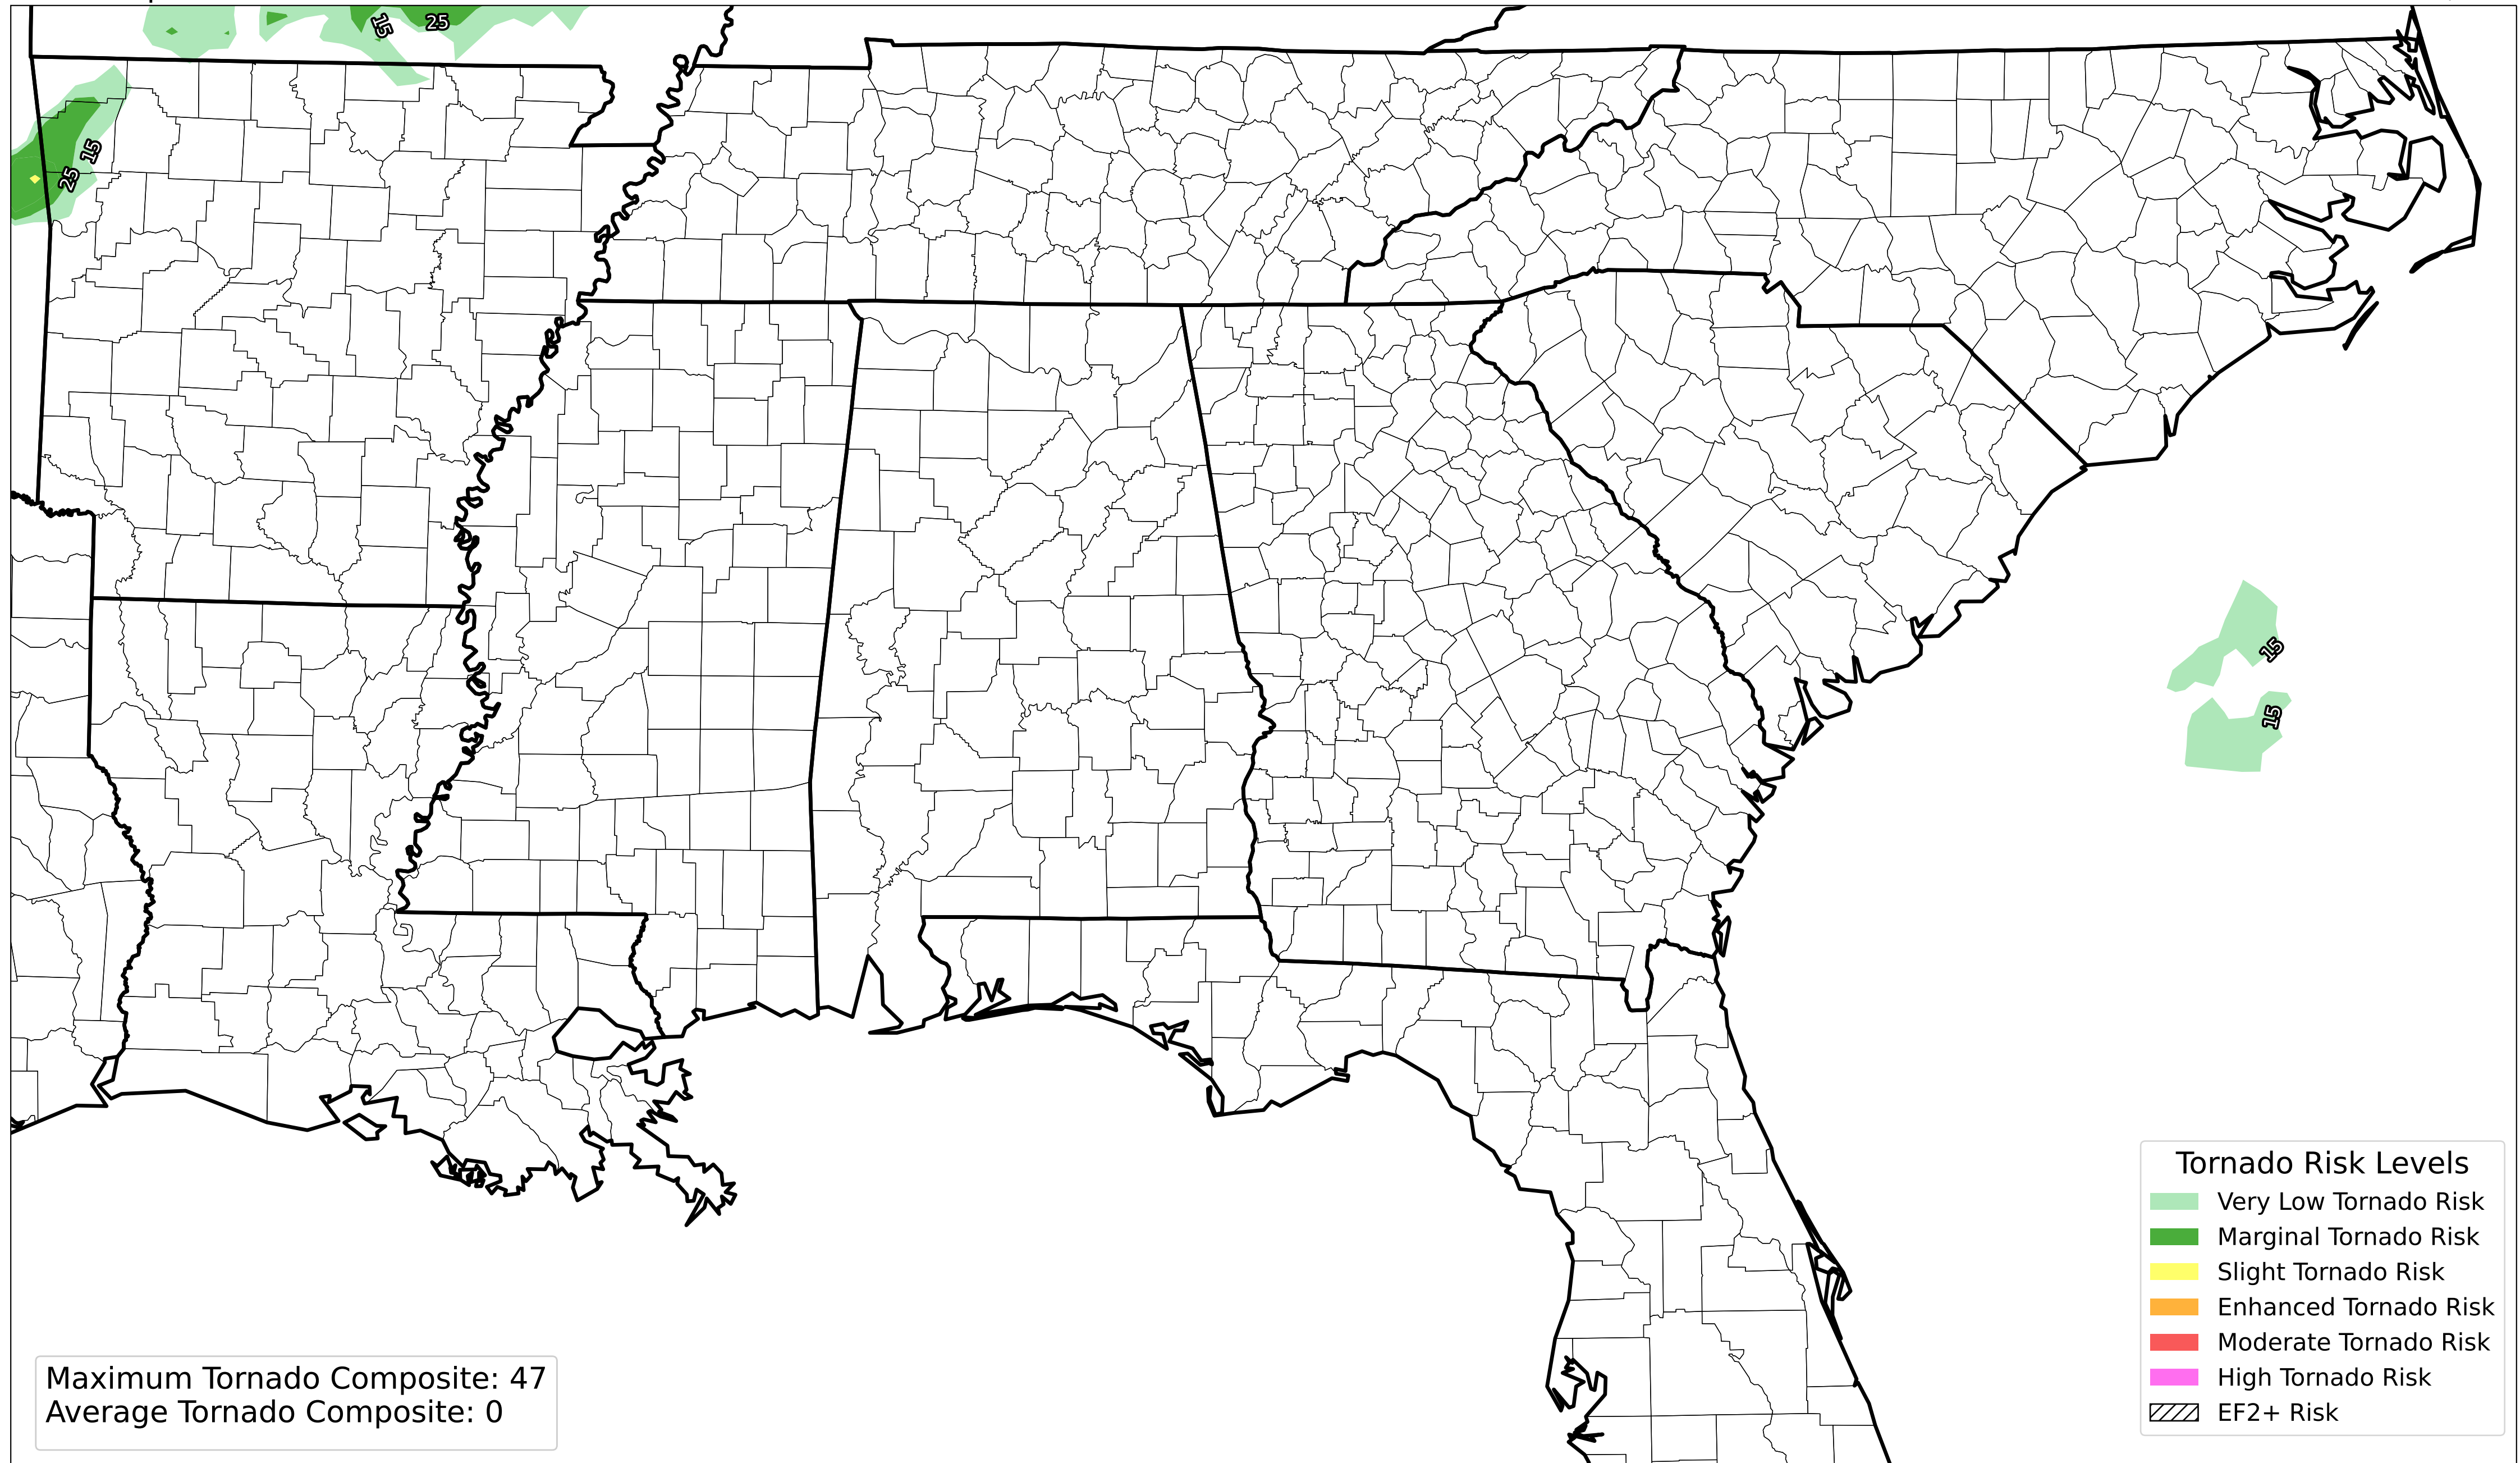 15
25
15
25
15
15
Tornado Risk Levels
Very Low Tornado Risk
Marginal Tornado Risk
Slight Tornado Risk
Enhanced Tornado Risk
Moderate Tornado Risk
High Tornado Risk
EF2+ Risk
Maximum Tornado Composite: 47
Average Tornado Composite: 0